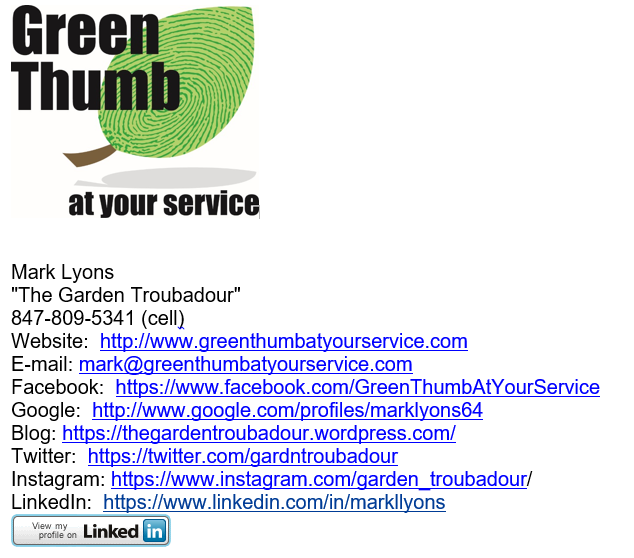 Green
Thumb
at your service
Mark Lyons
"The Garden Troubadour"
847-809-5341 (cell)
Website:  http://www.greenthumbatyourservice.com
E-mail: mark@greenthumbatyourservice.com
Facebook:  https://www.facebook.com/GreenThumbAtYourService
Google:  http://www.google.com/profiles/marklyons64
Blog: https://thegardentroubadour.wordpress.com/
Twitter:  https://twitter.com/gardntroubadour
Instagram: https://www.instagram.com/garden_troubadour/
LinkedIn:  https://www.linkedin.com/in/markllyons
View my
profile on Linked in